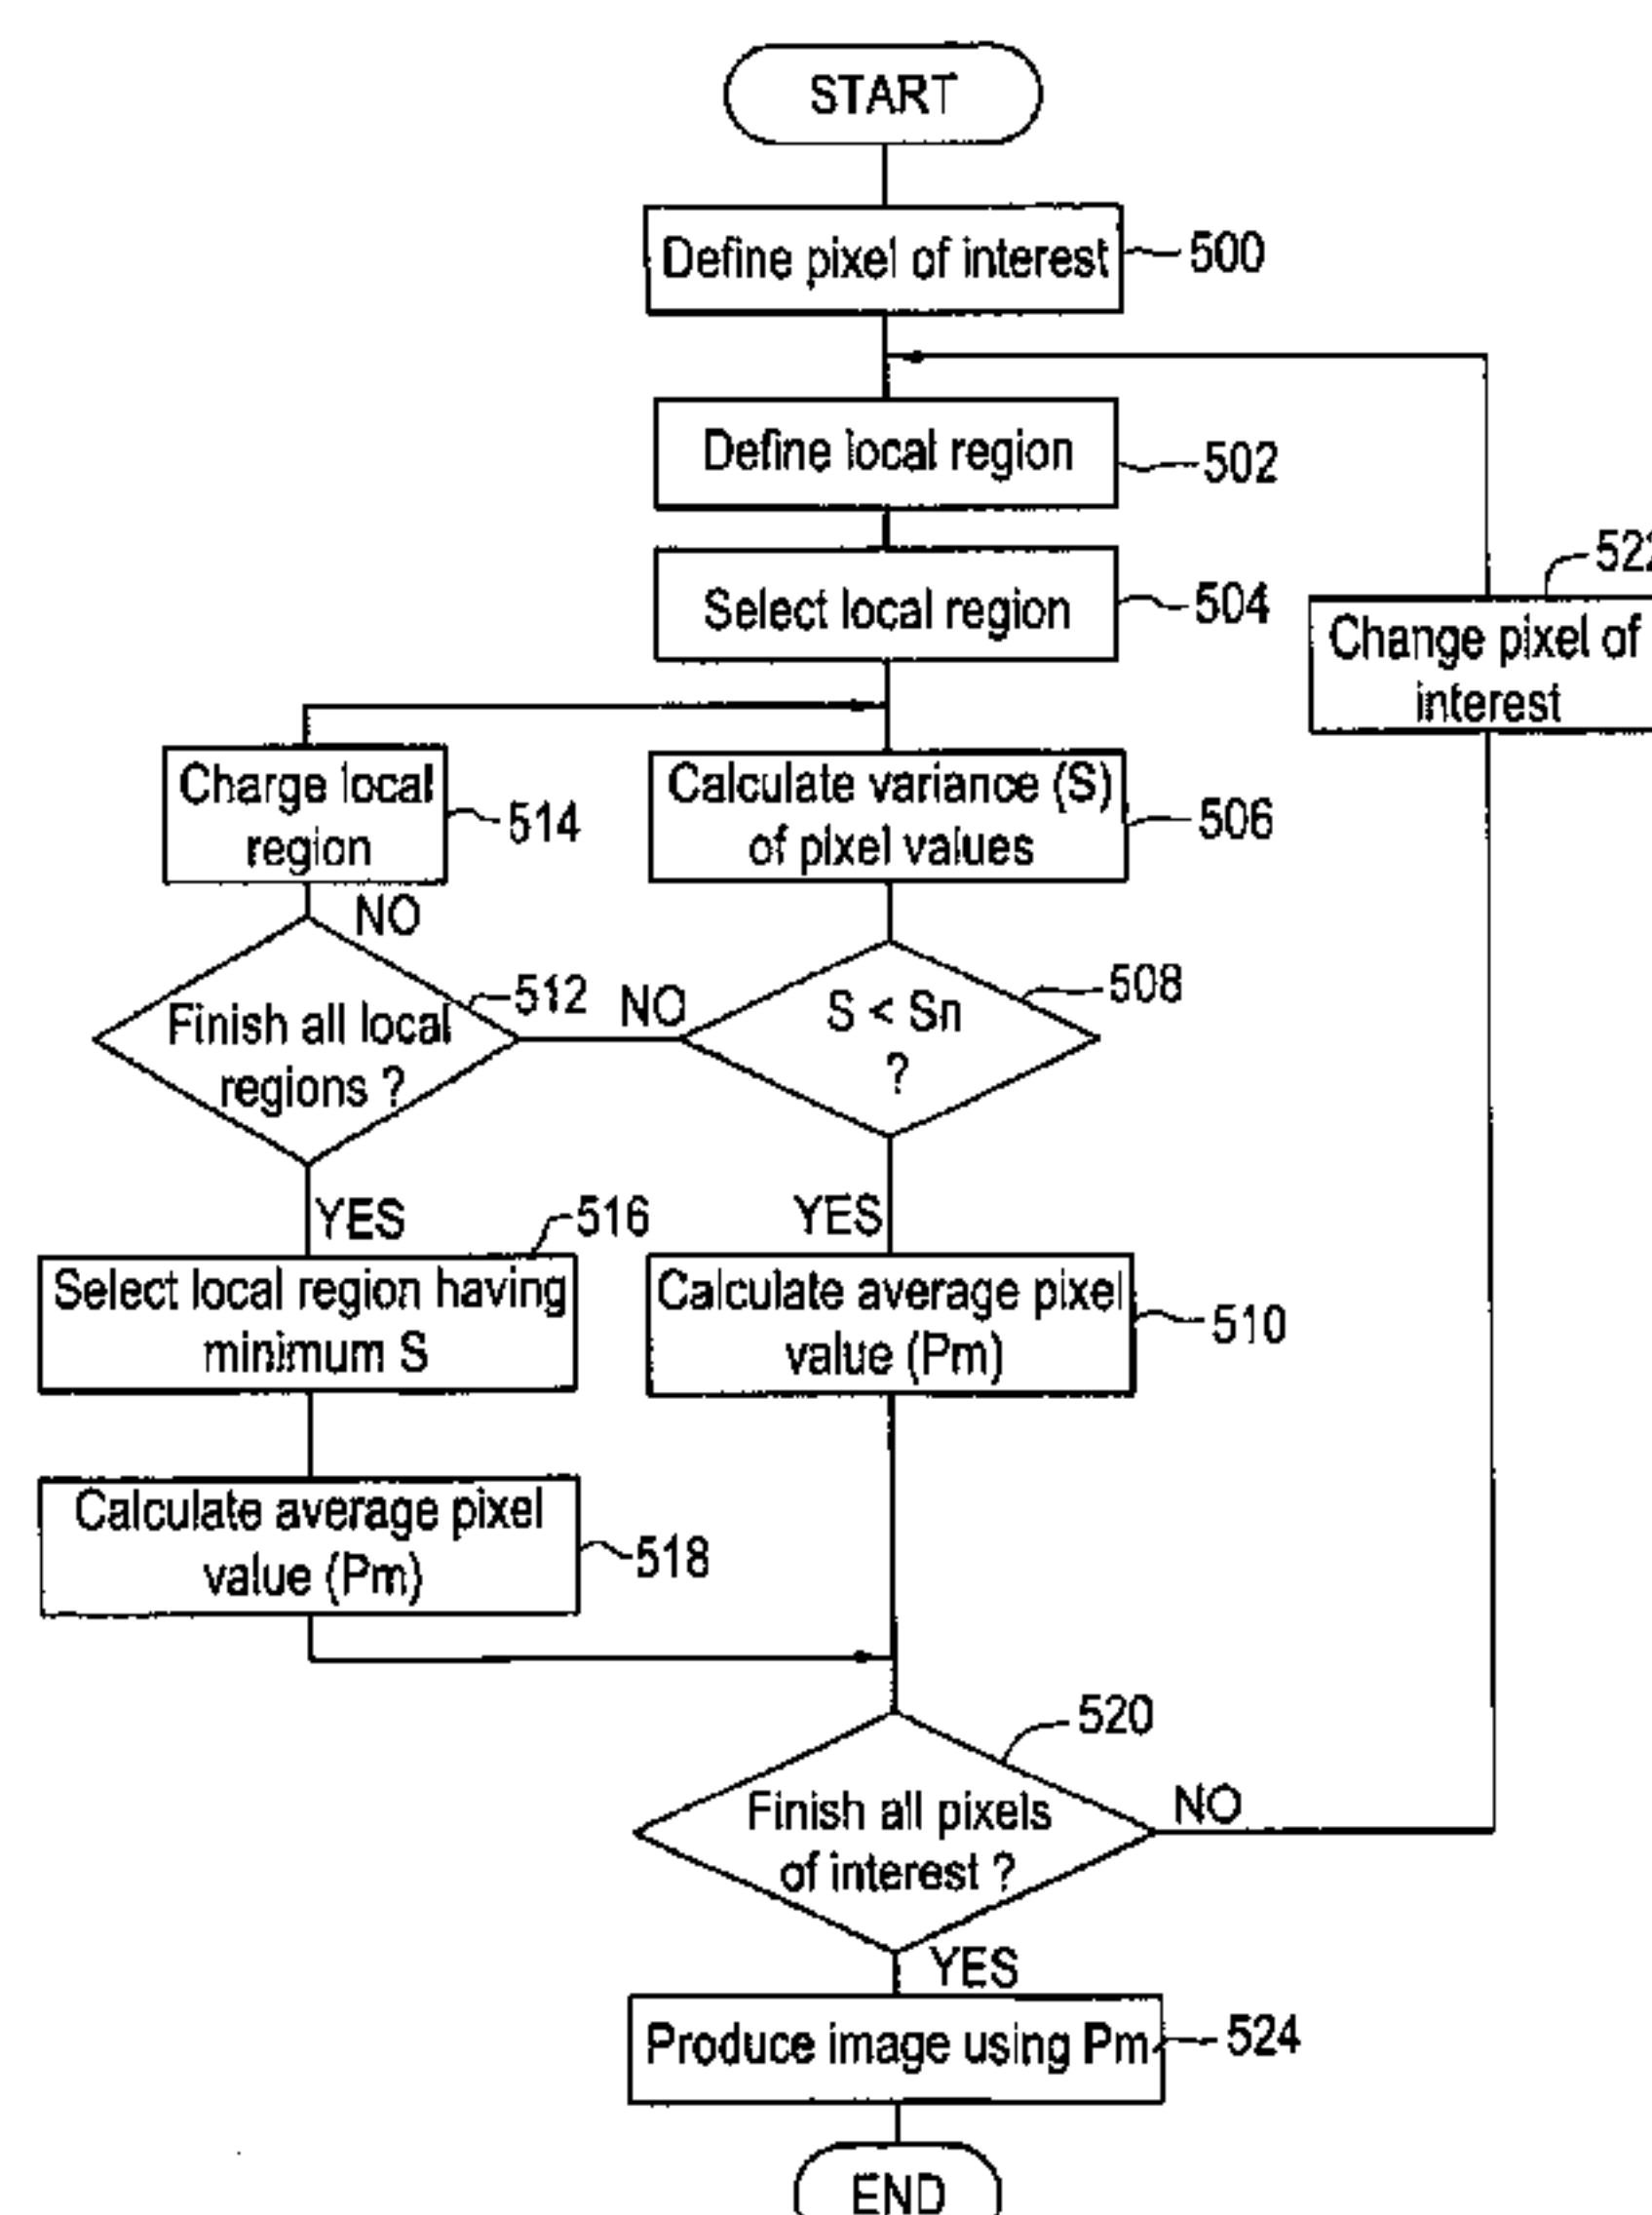 START
Define pixel of interest
500
Define local region
502
Select local region
504
522
Change pixel of
interest
Charge local
region
514
Calculate variance (S)
of pixel values
506
NO
Finish all local
regions ?
512
NO
S < Sn
?
508
YES
516
YES
Select local region having
minimum S
Calculate average pixel
value (Pm)
510
Calculate average pixel
value (Pm)
518
520
Finish all pixels
of interest ?
NO
YES
Produce image using Pm
524
END